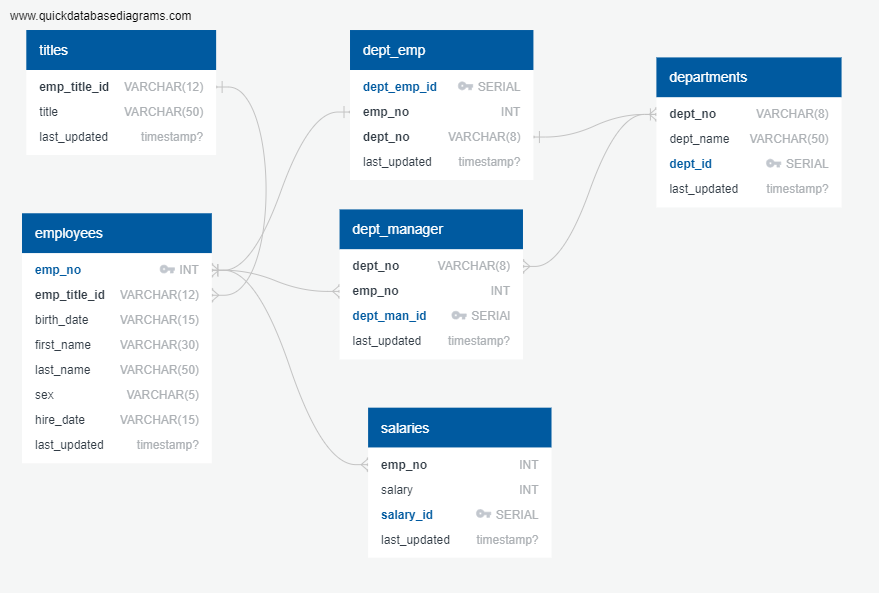 www.quickdatabasediagrams.com
titles
emp_title_id VARCHAR(12)
title VARCHAR(50)
last_updated timestamp?
employees
emp_no INT
emp_title_id VARCHAR(12)
birth_date VARCHAR(15)
first_name VARCHAR(30)
last_name VARCHAR(50)
sex VARCHAR(5)
hire_date VARCHAR(15)
last_updated timestamp?
dept_emp
dept_emp_id SERIAL
emp_no INT
dept_no VARCHAR(8)
last_updated timestamp?
dept_manager
dept_no VARCHAR(8)
emp_no INT
dept_man_id SERIAl
last_updated timestamp?
salaries
emp_no INT
salary INT
salary_id SERIAL
last_updated timestamp?
departments
dept_no VARCHAR(8)
dept_name VARCHAR(50)
dept_id SERIAL
last_updated timestamp?